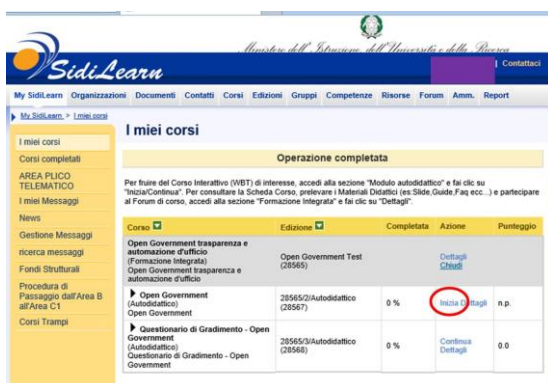 Ministero dell' Istruzione, dell'Università e della Ricerca
SidiLearn
Contattaci
My SidiLearn Organizzazioni Documenti Contatti Corsi Edizioni Gruppi Competenze Risorse Forum Amm. Report
My SidiLearn > I miei corsi
I miei corsi
Corsi completati
AREA PLICO
TELEMATICO
I miei Messaggi
News
Gestione Messaggi
ricerca messaggi
Fondi Strutturali
Procedura di
Passaggio dall'Area B
all'Area C1
Corsi Trampi
I miei corsi
Operazione completata
Per fruire del Corso Interattivo (WBT) di interesse, accedi alla sezione "Modulo autodidattico" e fai clic su
"Inizia/Continua". Per consultare la Scheda Corso, prelevare i Materiali Didattici (es:Slide,Guide,Faq ecc...) e partecipare
al Forum di corso, accedi alla sezione "Formazione Integrata" e fai clic su "Dettagli".
Corso Edizione Completata Azione Punteggio
Open Government trasparenza e
automazione d'ufficio
(Formazione Integrata)
Open Government trasparenza e
automazione d'ufficio
Open Government Test
(28565)
Dettagli
Chiudi
Open Government
(Autodidattico)
Open Government
28565/2/Autodidattico
(28567)
0 %
Inizia Dettagli
n.p.
Questionario di Gradimento - Open
Government
(Autodidattico)
Questionario di Gradimento - Open
Government
28565/3/Autodidattico
(28568)
0 %
Continua
Dettagli
0.0